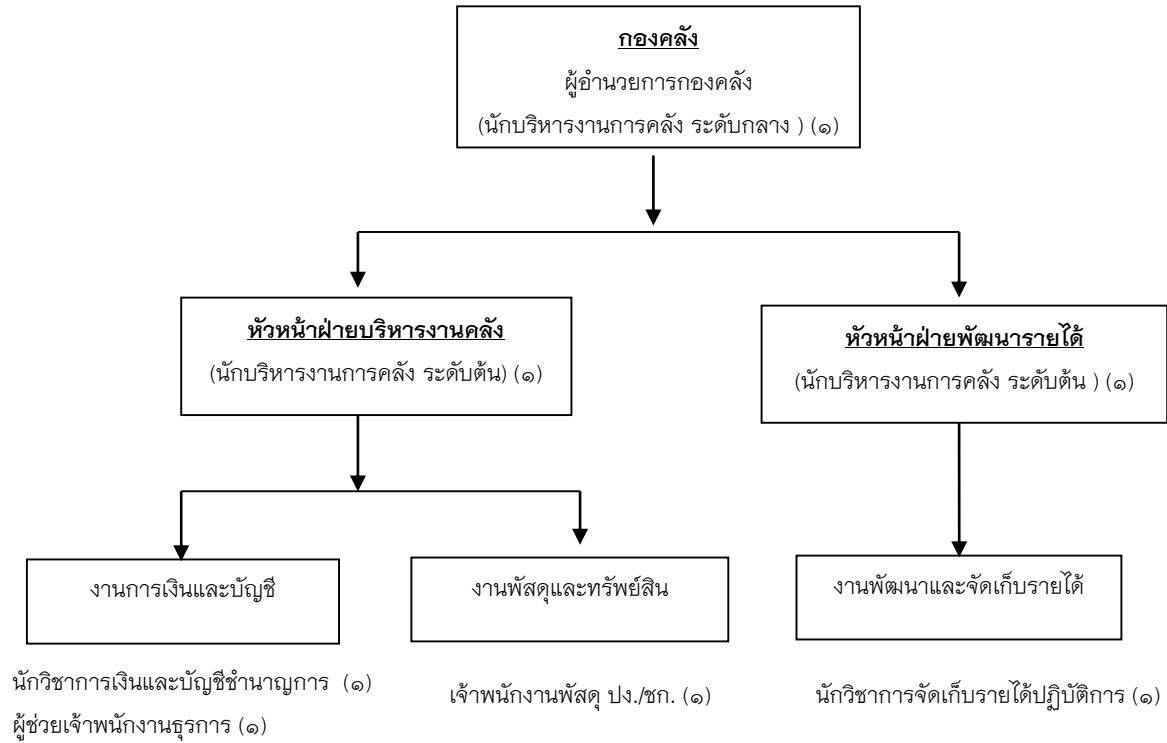 กองคลัง
ผู้อำนวยการกองคลัง
(นักบริหารงานการคลัง ระดับกลาง ) (๑)
หัวหน้าฝ่ายบริหารงานคลัง
(นักบริหารงานการคลัง ระดับต้น) (๑)
หัวหน้าฝ่ายพัฒนารายได้
(นักบริหารงานการคลัง ระดับต้น ) (๑)
งานการเงินและบัญชี
งานพัสดุและทรัพย์สิน
งานพัฒนาและจัดเก็บรายได้
นักวิชาการเงินและบัญชีชำนาญการ (๑)
ผู้ช่วยเจ้าพนักงานธุรการ (๑)
เจ้าพนักงานพัสดุ ปง./ชก. (๑)
นักวิชาการจัดเก็บรายได้ปฏิบัติการ (๑)